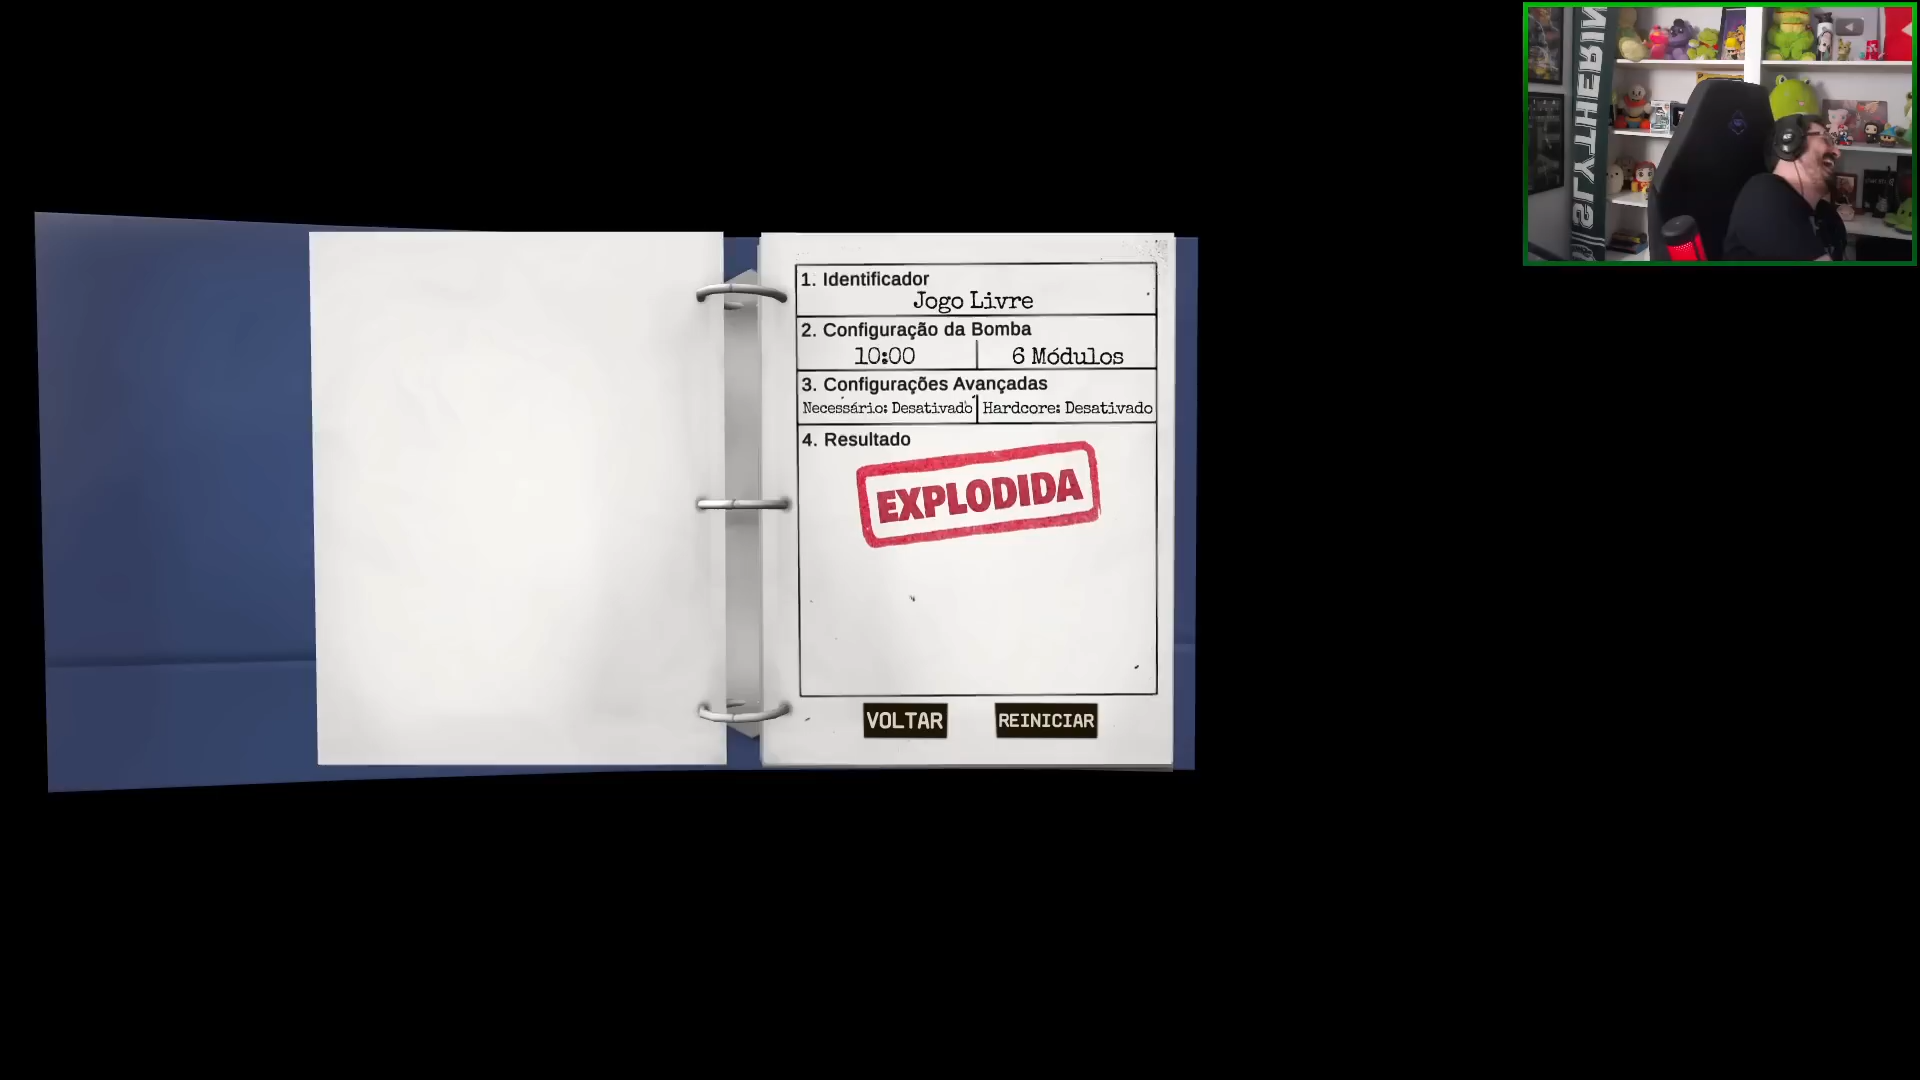 1. Identificador
Jogo Livre
2. Configuração da Bomba
10:00
6 Módulos
3. Configurações Avançadas
Necessário: Desativado
Hardcore: Desativado
4. Resultado
EXPLODIDA
VOLTAR
REINICIAR